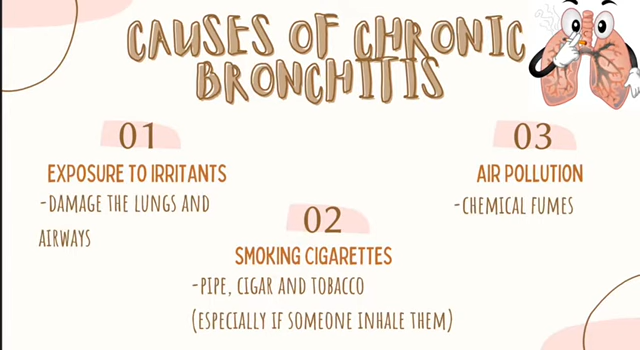 CAUSES OF CHRONIC
BRONCHITIS
01
EXPOSURE TO IRRITANTS
-DAMAGE THE LUNGS AND
AIRWAYS
02
SMOKING CIGARETTES
-PIPE, CIGAR AND TOBACCO
(ESPECIALLY IF SOMEONE INHALE THEM)
03
AIR POLLUTION
-CHEMICAL FUMES